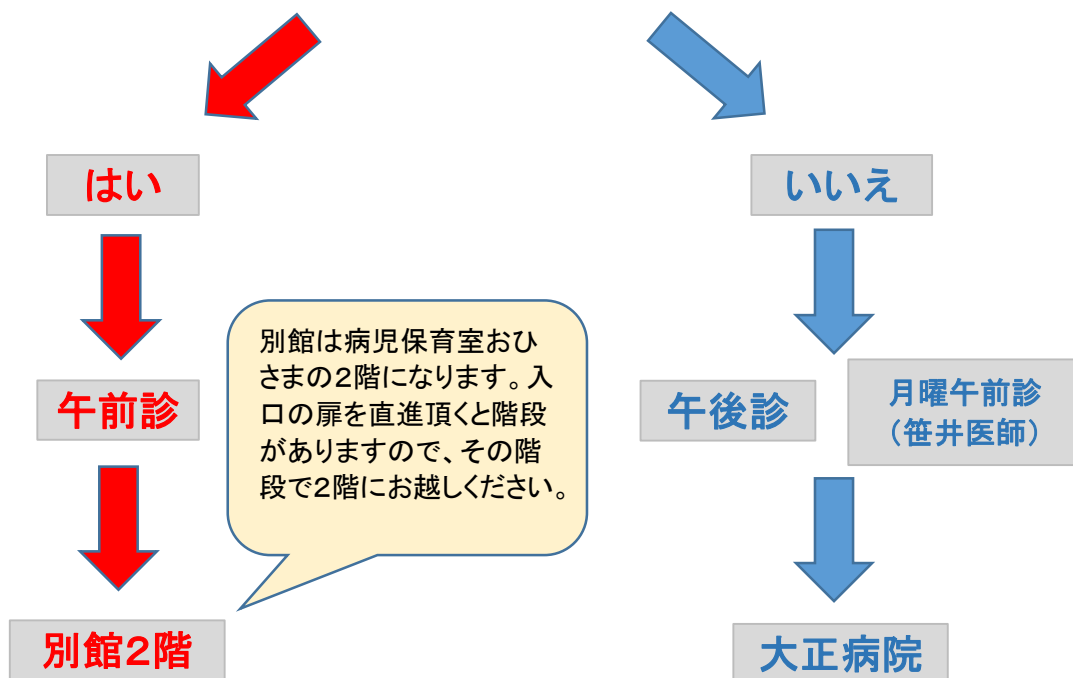 はい
いいえ
別館は病児保育室おひ
さまの２階になります。入
口の扉を直進頂くと階段
がありますので、その階
段で２階にお越しください。
午前診
午後診
月曜午前診
（笹井医師）
別館２階
大正病院